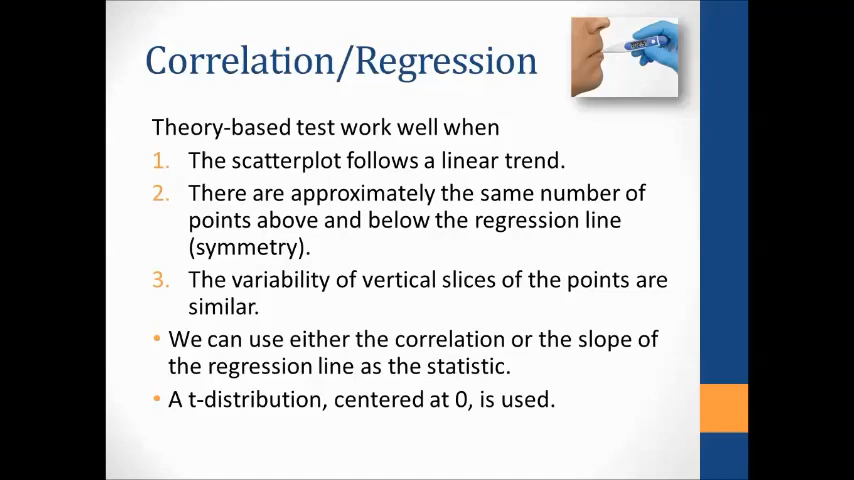 Correlation/Regression
Theory-based test work well when
1. The scatterplot follows a linear trend.
2. There are approximately the same number of
points above and below the regression line
(symmetry).
3. The variability of vertical slices of the points are
similar.
• We can use either the correlation or the slope of
the regression line as the statistic.
• A t-distribution, centered at 0, is used.